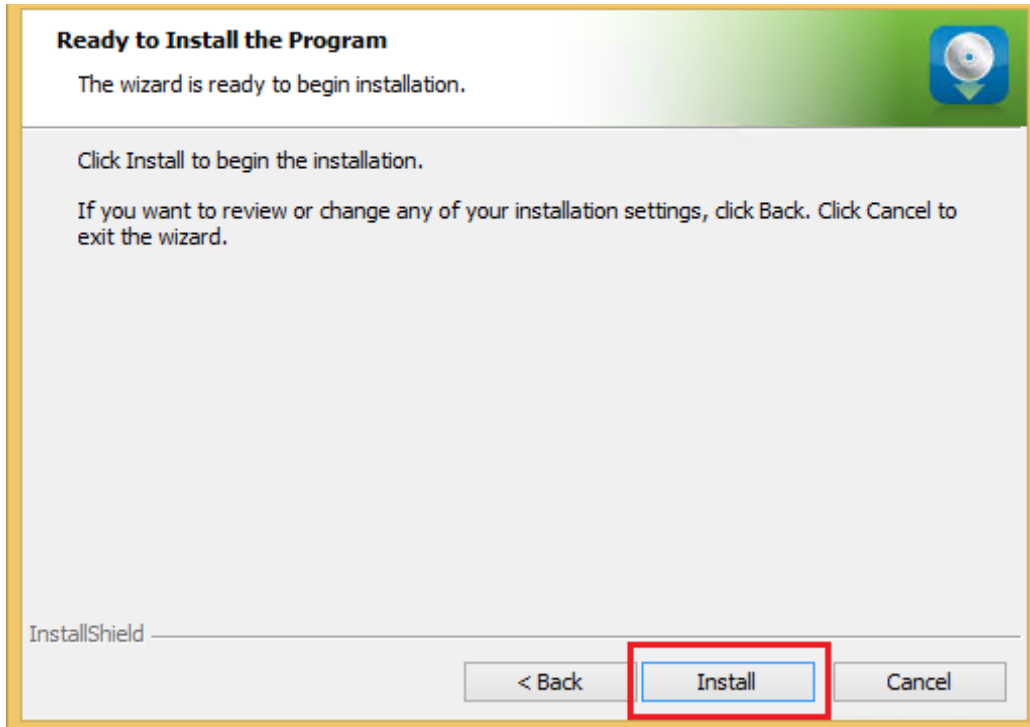 Ready to Install the Program
The wizard is ready to begin installation.
Click Install to begin the installation.
If you want to review or change any of your installation settings, click Back. Click Cancel to
exit the wizard.
InstallShield
< Back
Install
Cancel